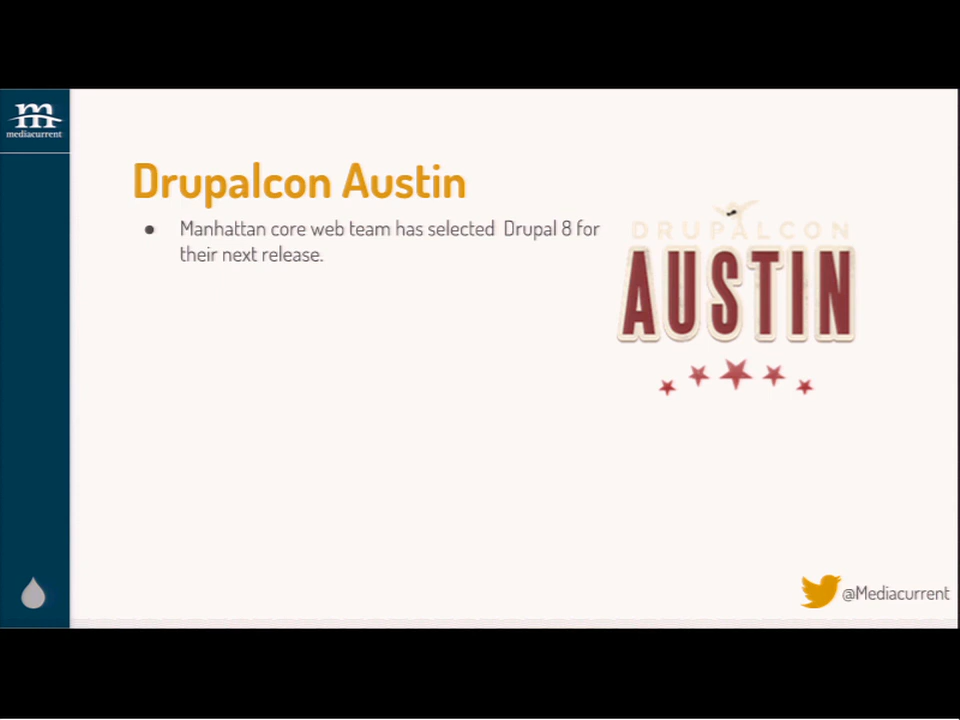 mediacurrent
Drupalcon Austin
● Manhattan core web team has selected Drupal 8 for
their next release.
DRUPALCON
AUSTIN
@Mediacurrent